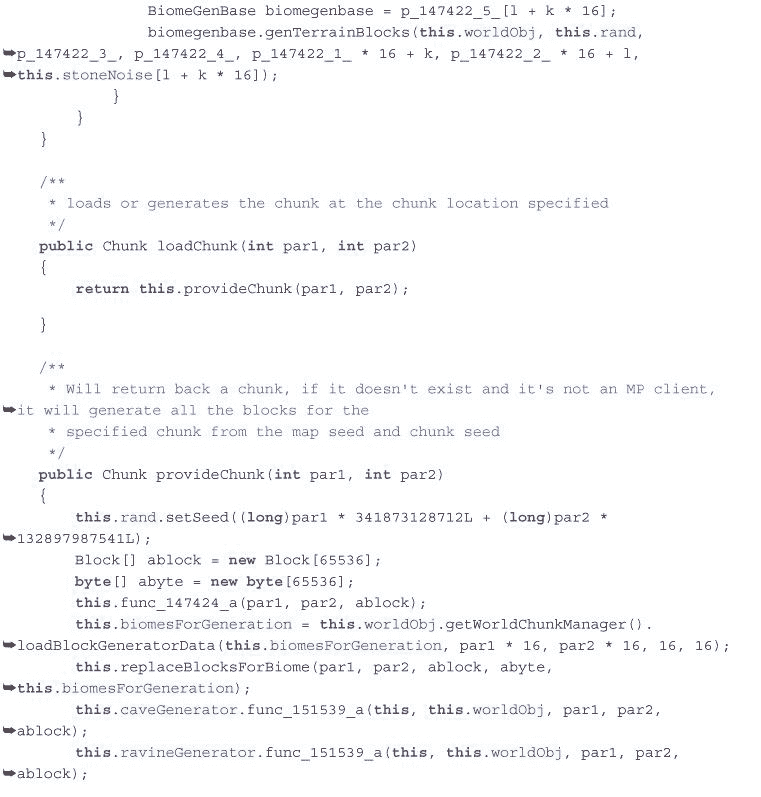 BiomeGenBase biomegenbase = p_147422_5_[l + k * 16];
biomegenbase.genTerrainBlocks(this.worldObj, this.rand,
➥p_147422_3_, p_147422_4_, p_147422_1_ * 16 + k, p_147422_2_ * 16 + l,
➥this.stoneNoise[l + k * 16]);
}
}
}
/**
* loads or generates the chunk at the chunk location specified
*/
public Chunk loadChunk(int par1, int par2)
{
return this.provideChunk(par1, par2);
}
/**
* Will return back a chunk, if it doesn't exist and it's not an MP client,
➥it will generate all the blocks for the
* specified chunk from the map seed and chunk seed
*/
public Chunk provideChunk(int par1, int par2)
{
this.rand.setSeed((long)par1 * 341873128712L + (long)par2 *
➥132897987541L);
Block[] ablock = new Block[65536];
byte[] abyte = new byte[65536];
this.func_147424_a(par1, par2, ablock);
this.biomesForGeneration = this.worldObj.getWorldChunkManager().
➥loadBlockGeneratorData(this.biomesForGeneration, par1 * 16, par2 * 16, 16, 16);
this.replaceBlocksForBiome(par1, par2, ablock, abyte,
➥this.biomesForGeneration);
this.caveGenerator.func_151539_a(this, this.worldObj, par1, par2,
➥ablock);
this.ravineGenerator.func_151539_a(this, this.worldObj, par1, par2,
➥ablock);